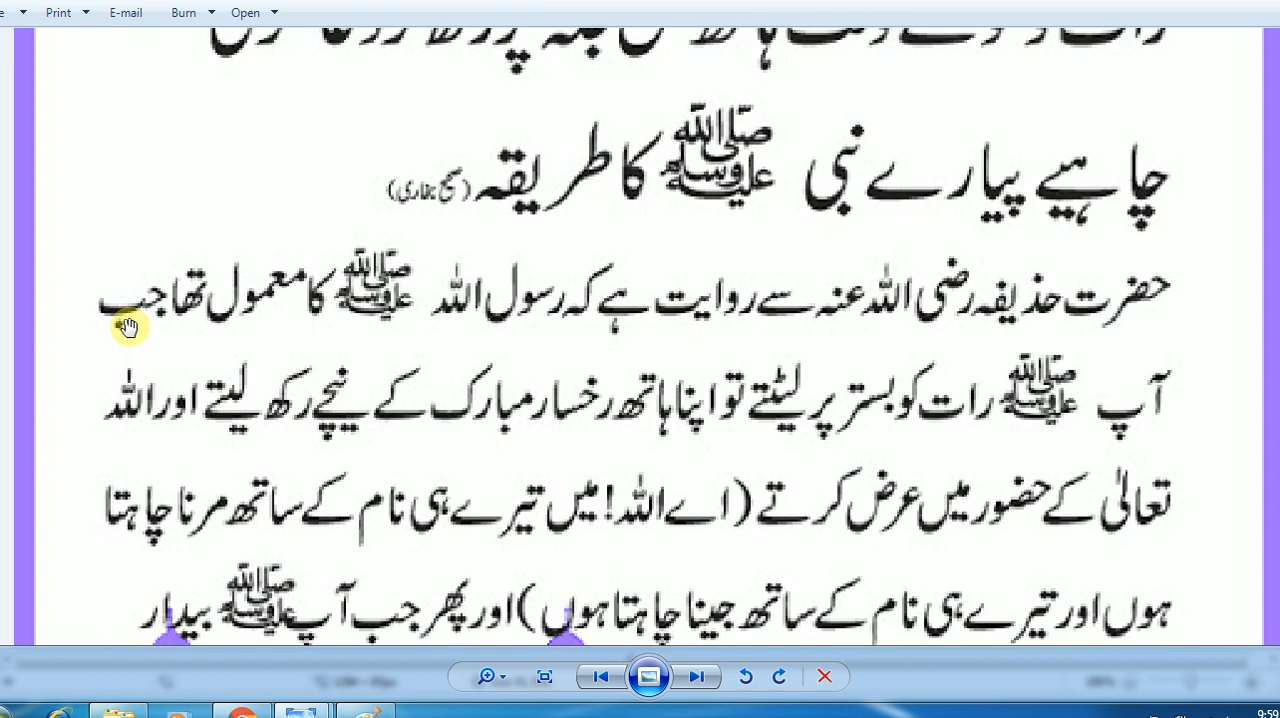 Print E-mail Burn Open
چاہیے پیارے نبی ﷺ کا طریقہ (صحیح بخاری)
حضرت حذیفہ رضی اللہ عنہ سے روایت ہے کہ رسول اللہ ﷺ کا معمول تھا جب
آپ ﷺ رات کو بستر پر لیٹتے تو اپنا ہاتھ رخسار مبارک کے نیچے رکھ لیتے اور اللہ
تعالیٰ کے حضور میں عرض کرتے (اے اللہ! میں تیرے ہی نام کے ساتھ مرنا چاہتا
ہوں اور تیرے ہی نام کے ساتھ جینا چاہتا ہوں) اور پھر جب آپ ﷺ بیدار
9:59